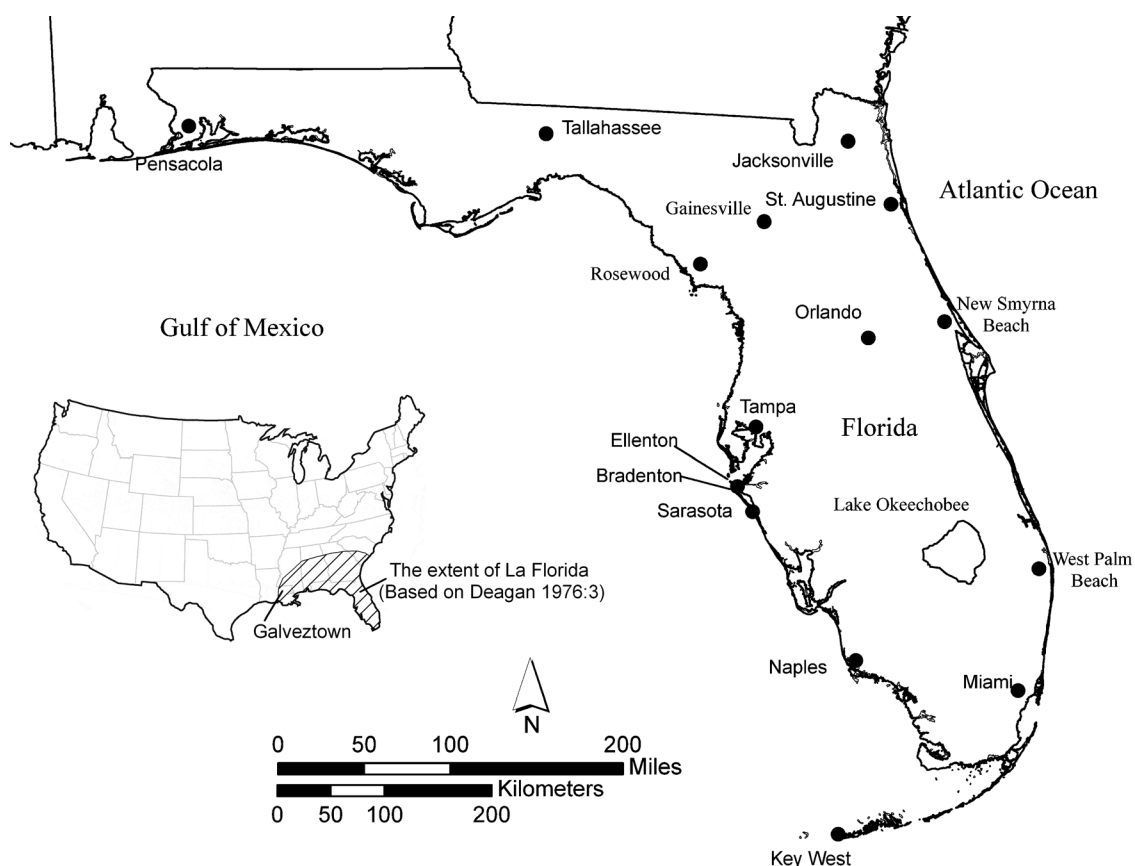 Tallahassee
Pensacola
Jacksonville
St. Augustine
Atlantic Ocean
Gainesville
Rosewood
Gulf of Mexico
Orlando
New Smyrna
Beach
Tampa
Florida
Ellenton
Bradenton
Sarasota
Lake Okeechobee
West Palm
Beach
The extent of La Florida
(Based on Deagan 1976:3)
Galveztown
Naples
Miami
N
0 50 100 200
Miles
Kilometers
0 50 100 200
Key West